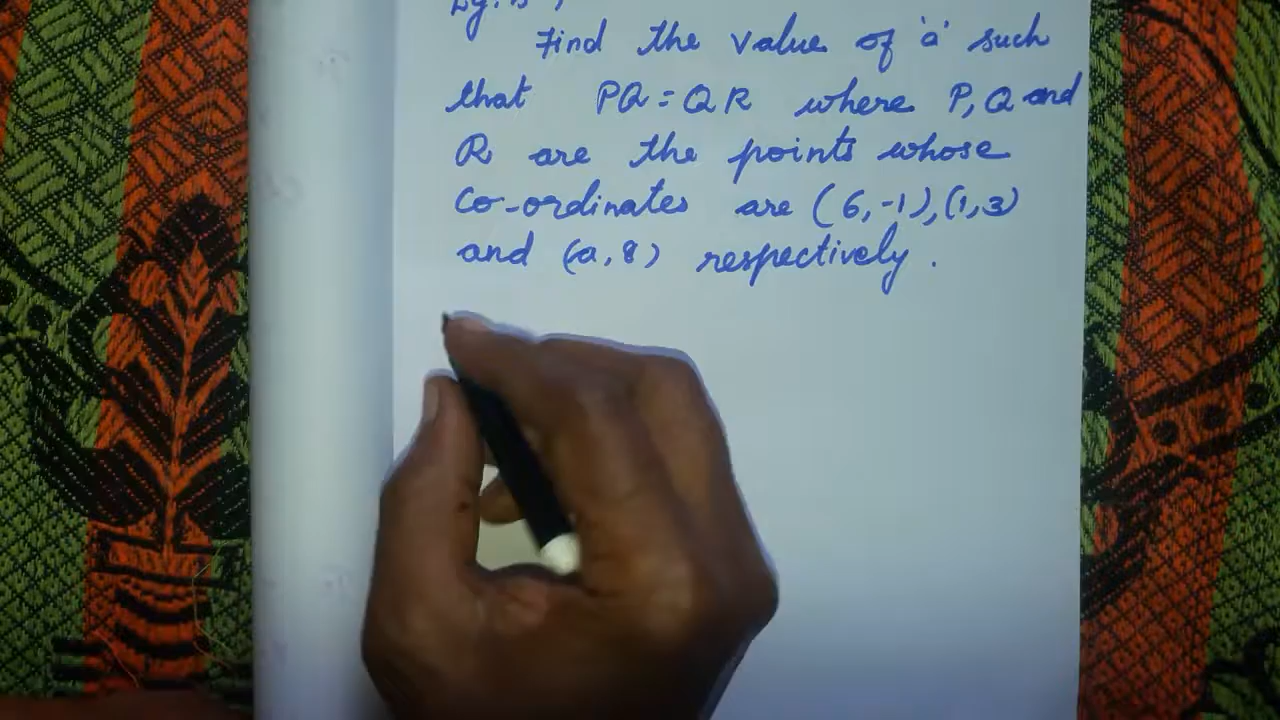 Find the value of 'a' such
that PQ = QR where P, Q and
R are the points whose
co-ordinates are (6,-1),(1,3)
and (a,8) respectively.